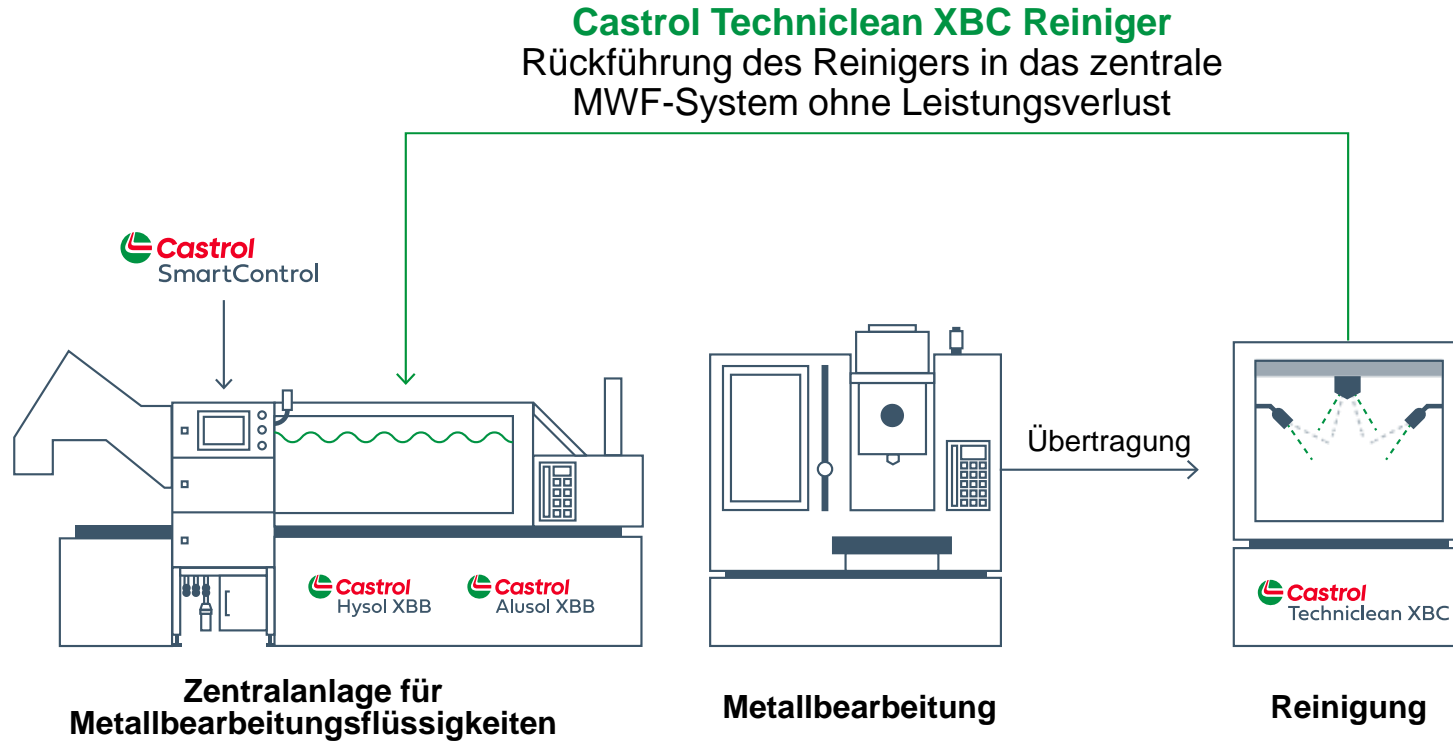 Castrol Techniclean XBC Reiniger
Rückführung des Reinigers in das zentrale
MWF-System ohne Leistungsverlust
Castrol
SmartControl
Übertragung
Castrol
Hysol XBB
Castrol
Alusol XBB
Castrol
Techniclean XBC
Zentralanlage für
Metallbearbeitungsflüssigkeiten
Metallbearbeitung
Reinigung